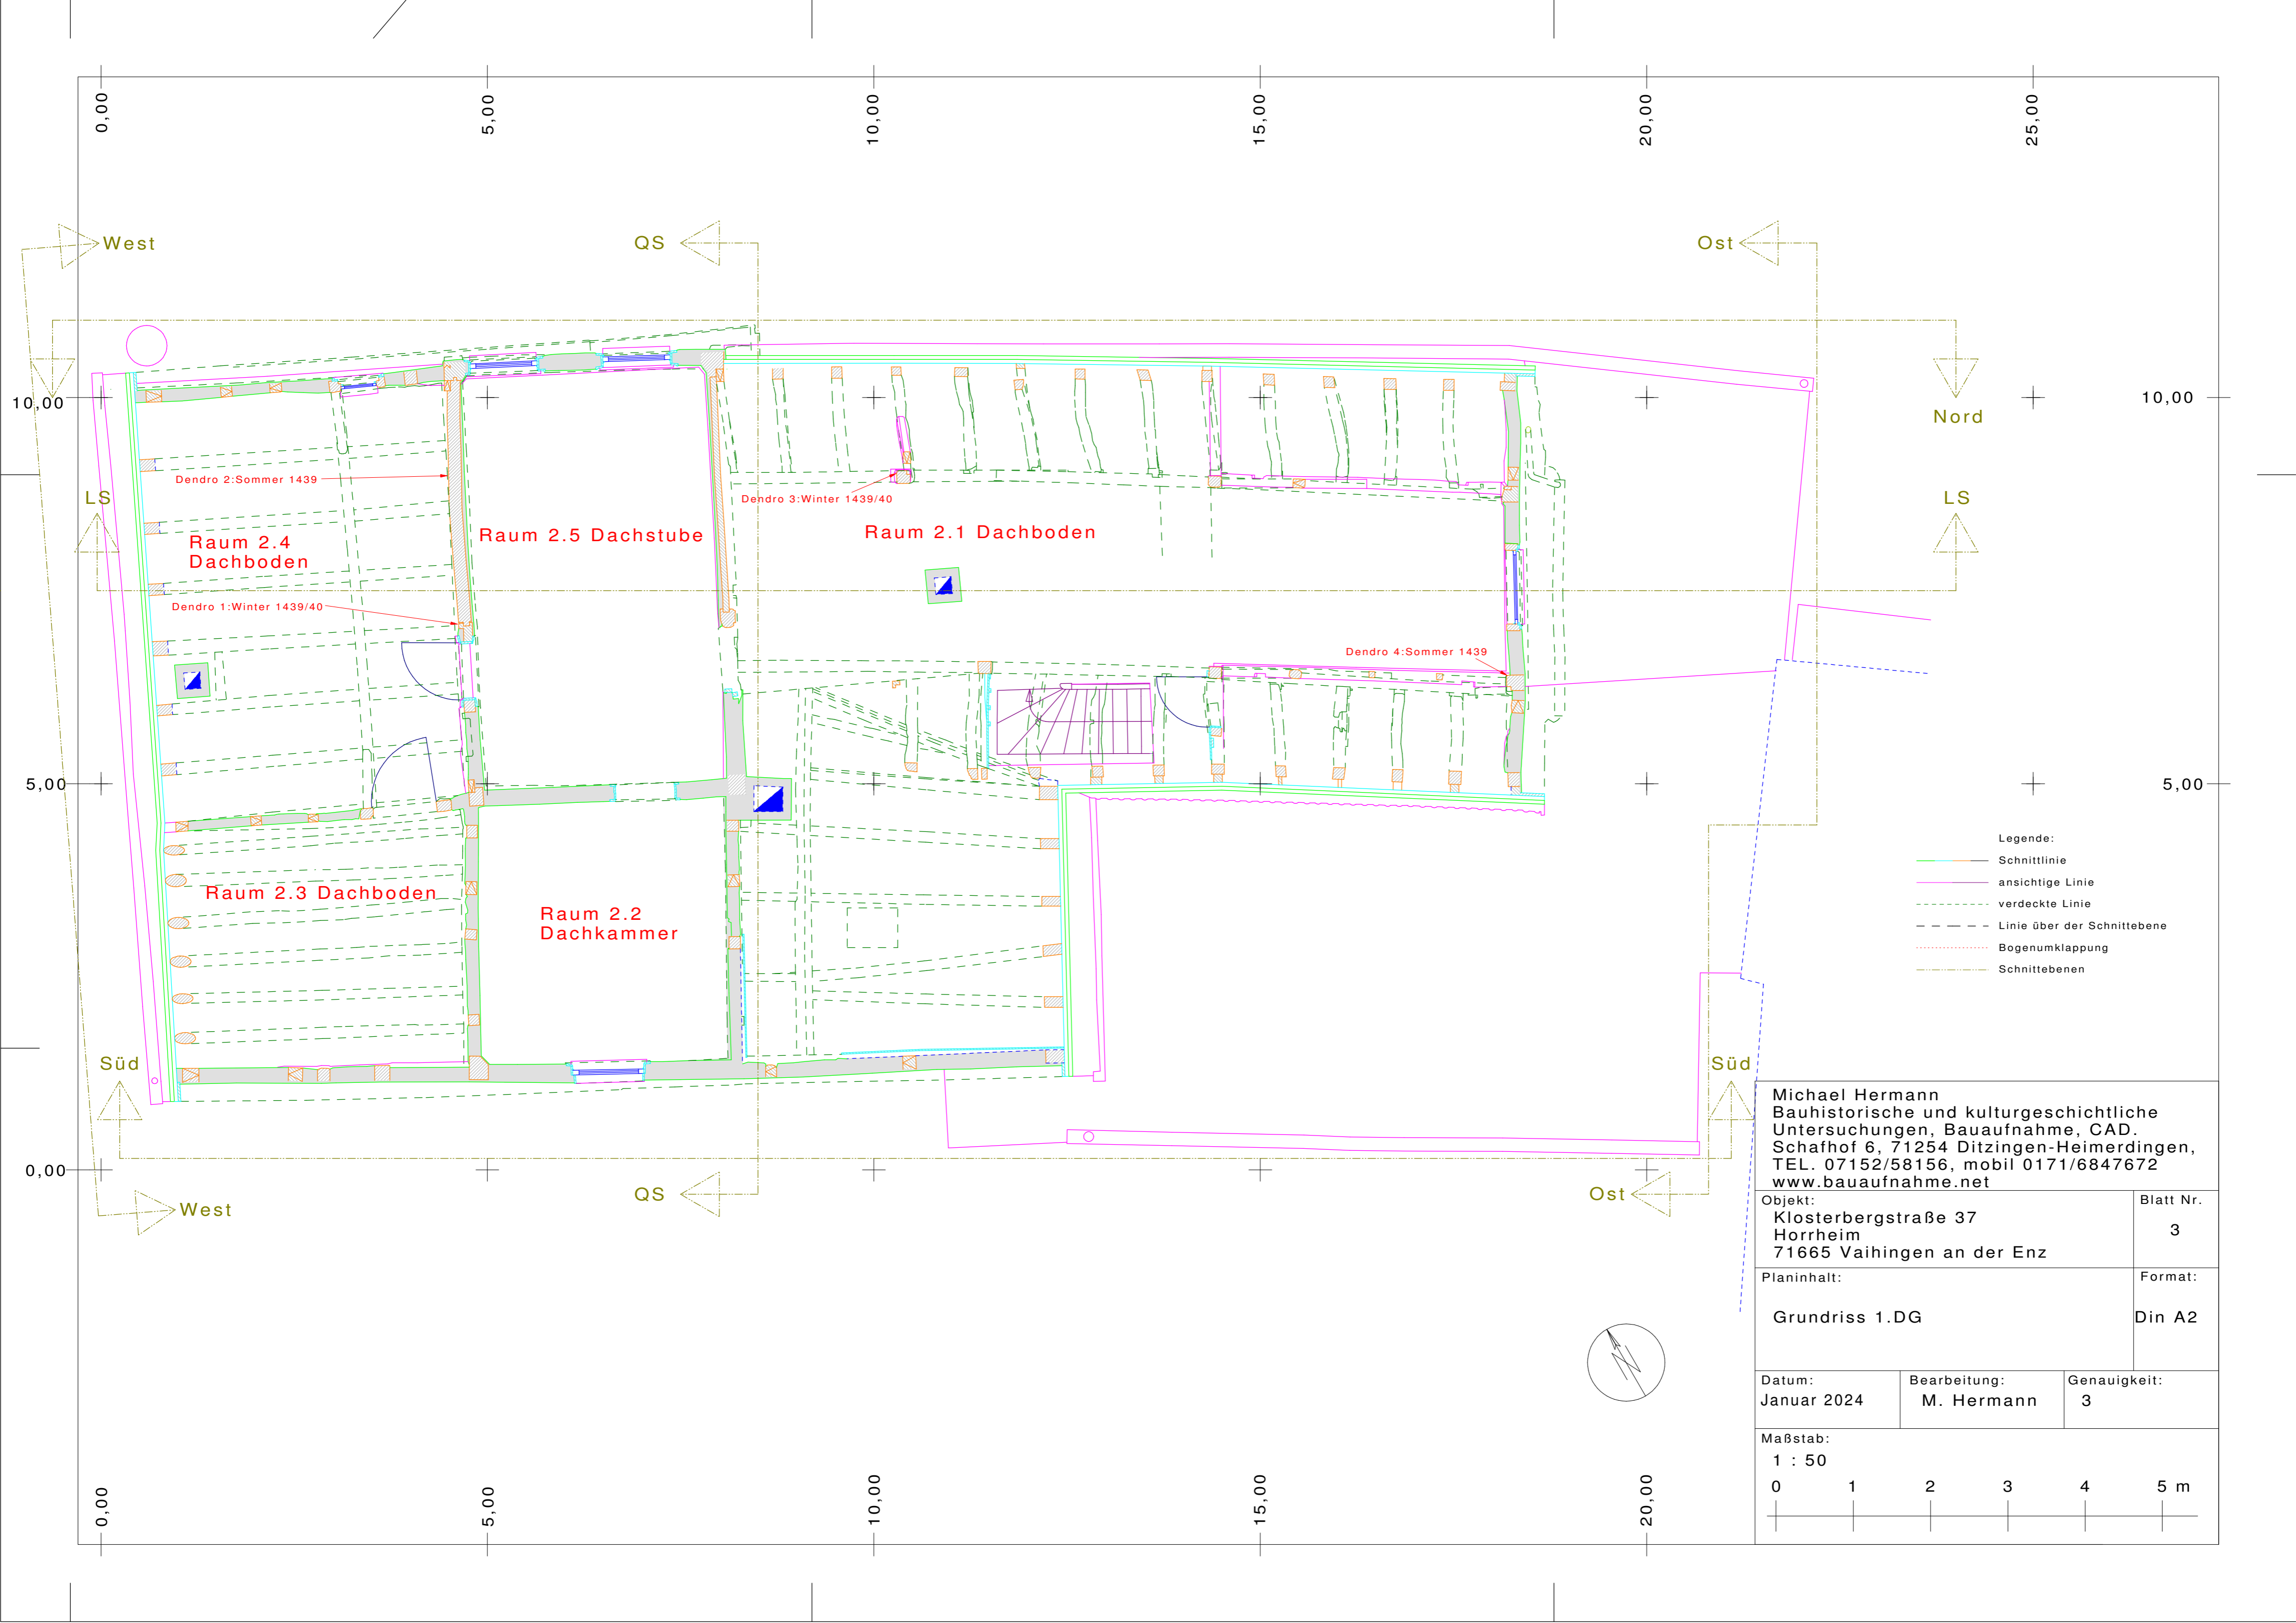 0,00
5,00
10,00
15,00
20,00
25,00
West
QS
Ost
10,00
10,00
Nord
LS
LS
Dendro 2:Sommer 1439
Dendro 3:Winter 1439/40
Raum 2.5 Dachstube
Raum 2.1 Dachboden
Raum 2.4
Dachboden
Dendro 1:Winter 1439/40
Dendro 4:Sommer 1439
5,00
5,00
Raum 2.3 Dachboden
Raum 2.2
Dachkammer
Legende:
Schnittlinie
ansichtige Linie
verdeckte Linie
Linie über der Schnittebene
Bogenumklappung
Schnittebenen
Süd
Süd
0,00
QS
Ost
West
Michael Hermann
Bauhistorische und kulturgeschichtliche
Untersuchungen, Bauaufnahme, CAD.
Schafhof 6, 71254 Ditzingen-Heimerdingen,
TEL. 07152/58156, mobil 0171/6847672
www.bauaufnahme.net
Objekt:
Klosterbergstraße 37
Horrheim
71665 Vaihingen an der Enz
Blatt Nr.
3
Planinhalt:
Grundriss 1.DG
Format:
Din A2
Datum:
Januar 2024
Bearbeitung:
M. Hermann
Genauigkeit:
3
Maßstab:
1 : 50
0 1 2 3 4 5 m
0,00
5,00
10,00
15,00
20,00